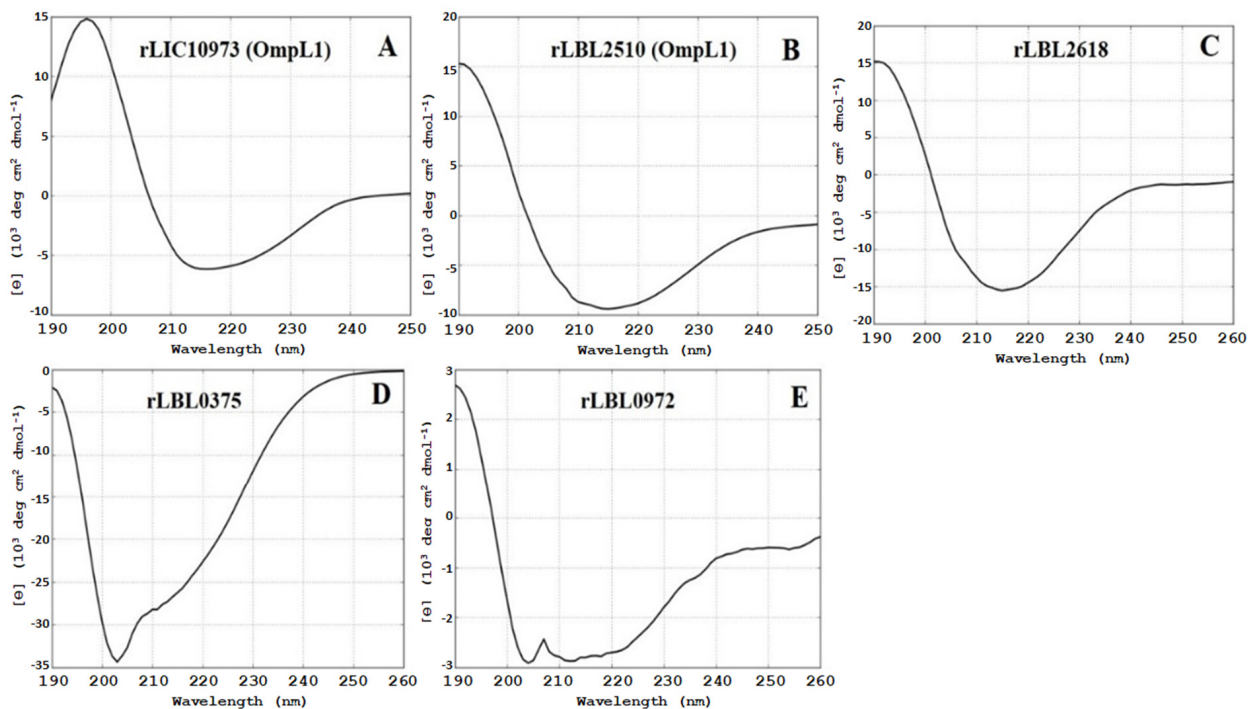 A
rLIC10973 (OmpL1)
15
10
5
0
-5
-10
[Θ] (10³ deg cm² dmol⁻¹)
190 200 210 220 230 240 250
Wavelength (nm)
B
rLBL2510 (OmpL1)
20
15
10
5
0
-5
-10
[Θ] (10³ deg cm² dmol⁻¹)
190 200 210 220 230 240 250
Wavelength (nm)
C
rLBL2618
20
15
10
5
0
-5
-10
-15
-20
[Θ] (10³ deg cm² dmol⁻¹)
190 200 210 220 230 240 250 260
Wavelength (nm)
D
rLBL0375
0
-5
-10
-15
-20
-25
-30
-35
[Θ] (10³ deg cm² dmol⁻¹)
190 200 210 220 230 240 250 260
Wavelength (nm)
E
rLBL0972
3
2
1
0
-1
-2
-3
[Θ] (10³ deg cm² dmol⁻¹)
190 200 210 220 230 240 250 260
Wavelength (nm)